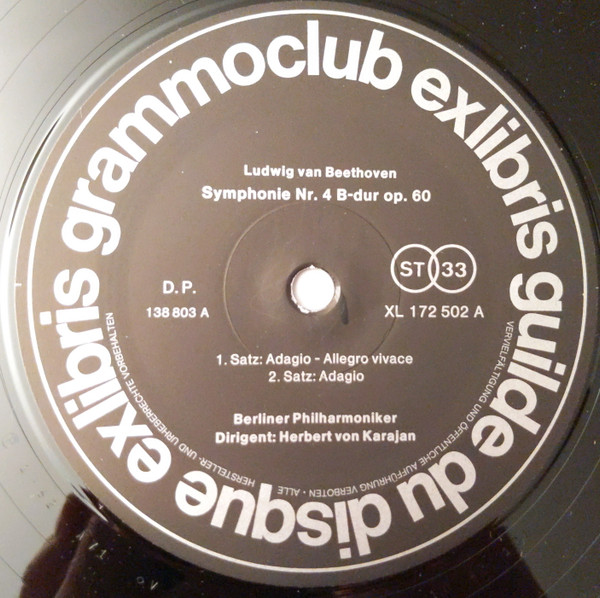 grammoclub exlibris guilde du disque exlibris
Ludwig van Beethoven
Symphonie Nr. 4 B-dur op. 60
ST 33
D.P.
138 803 A
XL 172 502 A
1. Satz: Adagio - Allegro vivace
2. Satz: Adagio
Berliner Philharmoniker
Dirigent: Herbert von Karajan
VERVIELFÄLTIGUNG UND ÖFFENTLICHE AUFFÜHRUNG VERBOTEN · ALLE HERSTELLER- UND URHEBERRECHTE VORBEHALTEN